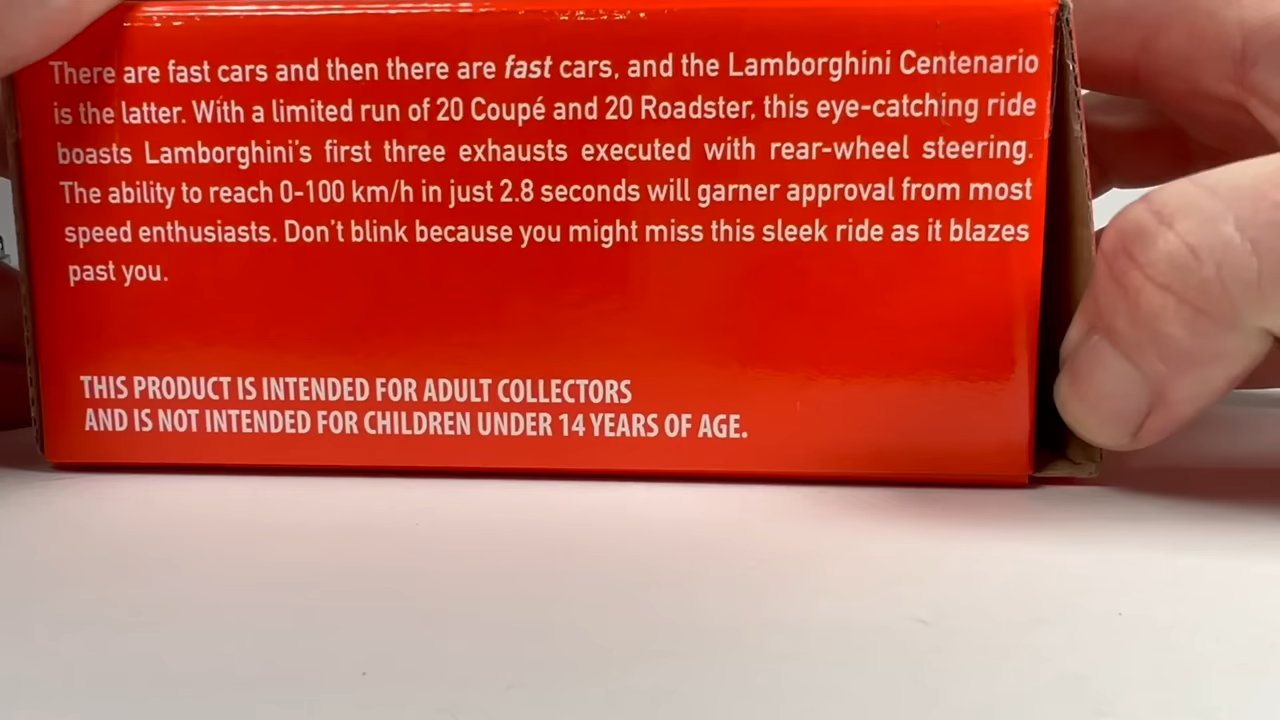 There are fast cars and then there are fast cars, and the Lamborghini Centenario
is the latter. With a limited run of 20 Coupé and 20 Roadster, this eye-catching ride
boasts Lamborghini's first three exhausts executed with rear-wheel steering.
The ability to reach 0-100 km/h in just 2.8 seconds will garner approval from most
speed enthusiasts. Don't blink because you might miss this sleek ride as it blazes
past you.
THIS PRODUCT IS INTENDED FOR ADULT COLLECTORS
AND IS NOT INTENDED FOR CHILDREN UNDER 14 YEARS OF AGE.